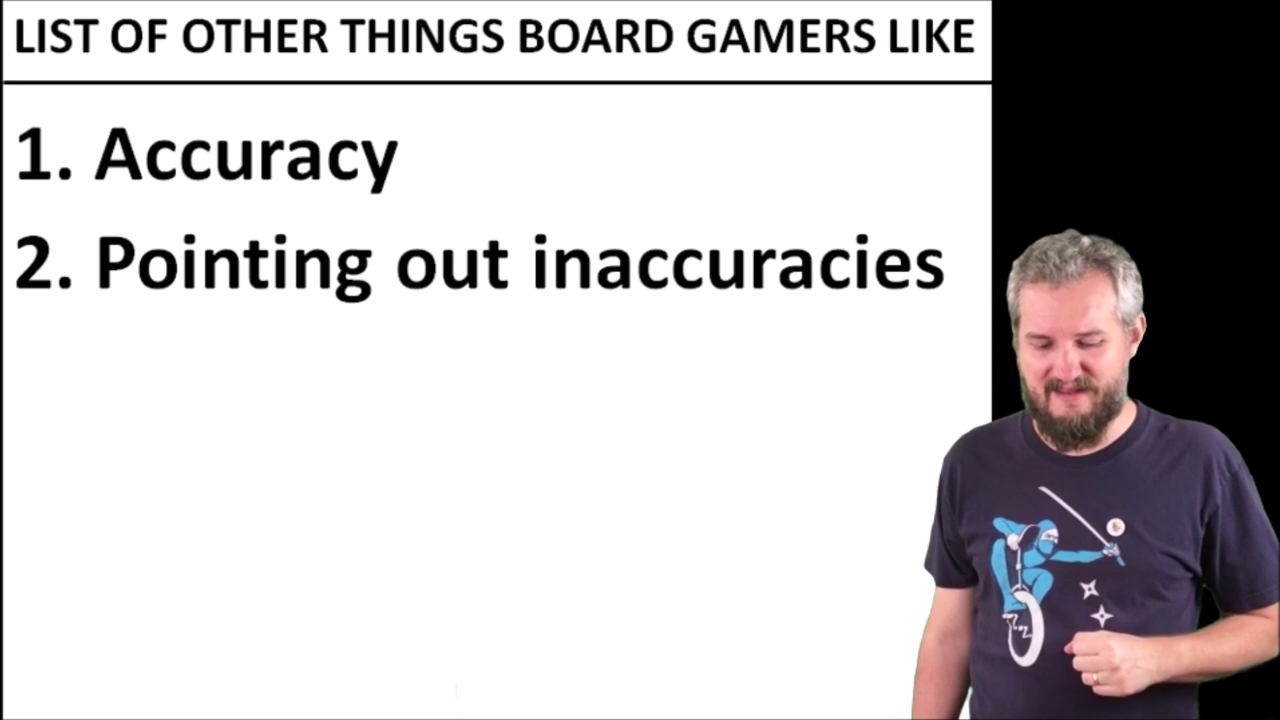 LIST OF OTHER THINGS BOARD GAMERS LIKE
1. Accuracy
2. Pointing out inaccuracies